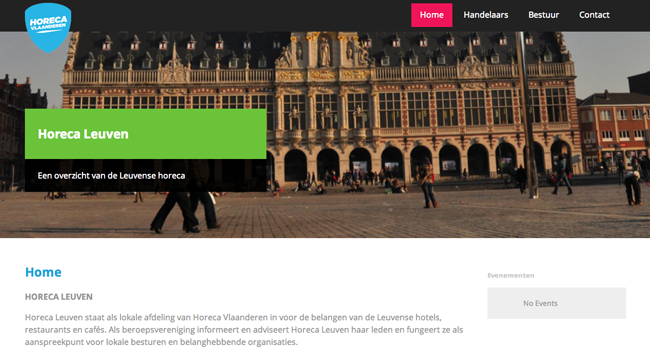 HORECA
VLAANDEREN
Home Handelaars Bestuur Contact
Horeca Leuven
Een overzicht van de Leuvense horeca
Home
HORECA LEUVEN
Horeca Leuven staat als lokale afdeling van Horeca Vlaanderen in voor de belangen van de Leuvense hotels,
restaurants en cafés. Als beroepsvereniging informeert en adviseert Horeca Leuven haar leden en fungeert ze als
aanspreekpunt voor lokale besturen en belanghebbende organisaties.
Evenementen
No Events